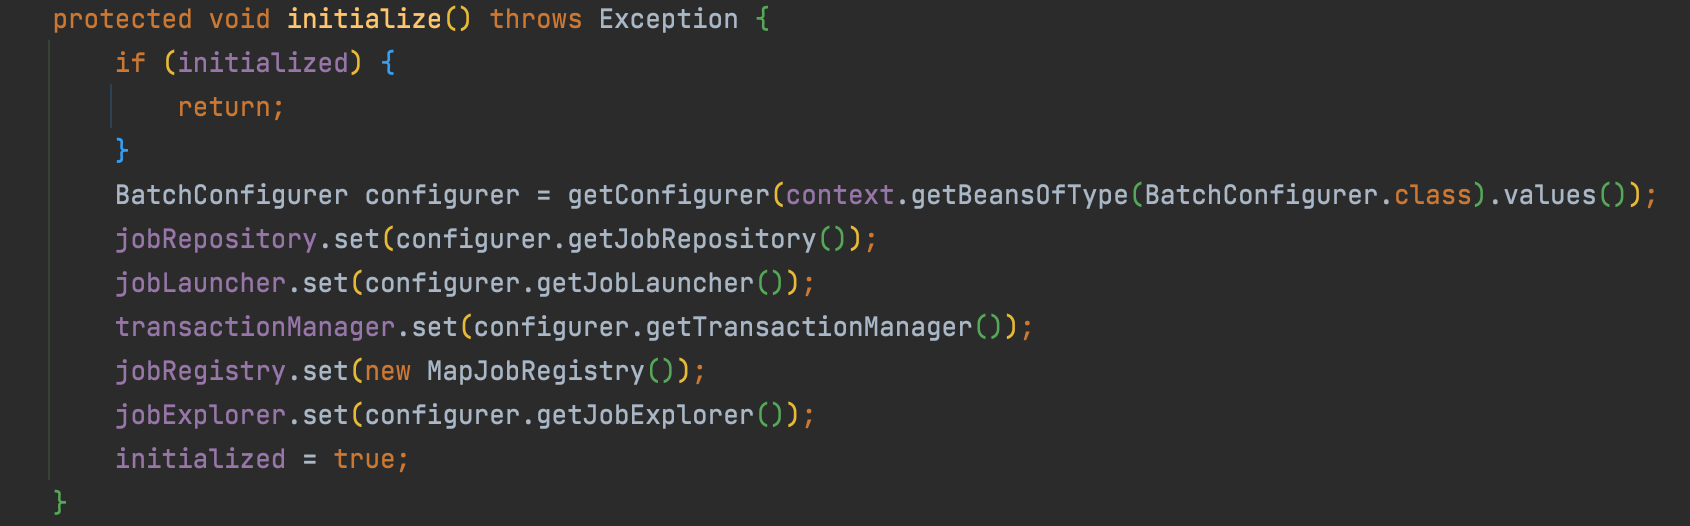 protected void initialize() throws Exception {
    if (initialized) {
        return;
    }
    BatchConfigurer configurer = getConfigurer(context.getBeansOfType(BatchConfigurer.class).values());
    jobRepository.set(configurer.getJobRepository());
    jobLauncher.set(configurer.getJobLauncher());
    transactionManager.set(configurer.getTransactionManager());
    jobRegistry.set(new MapJobRegistry());
    jobExplorer.set(configurer.getJobExplorer());
    initialized = true;
}